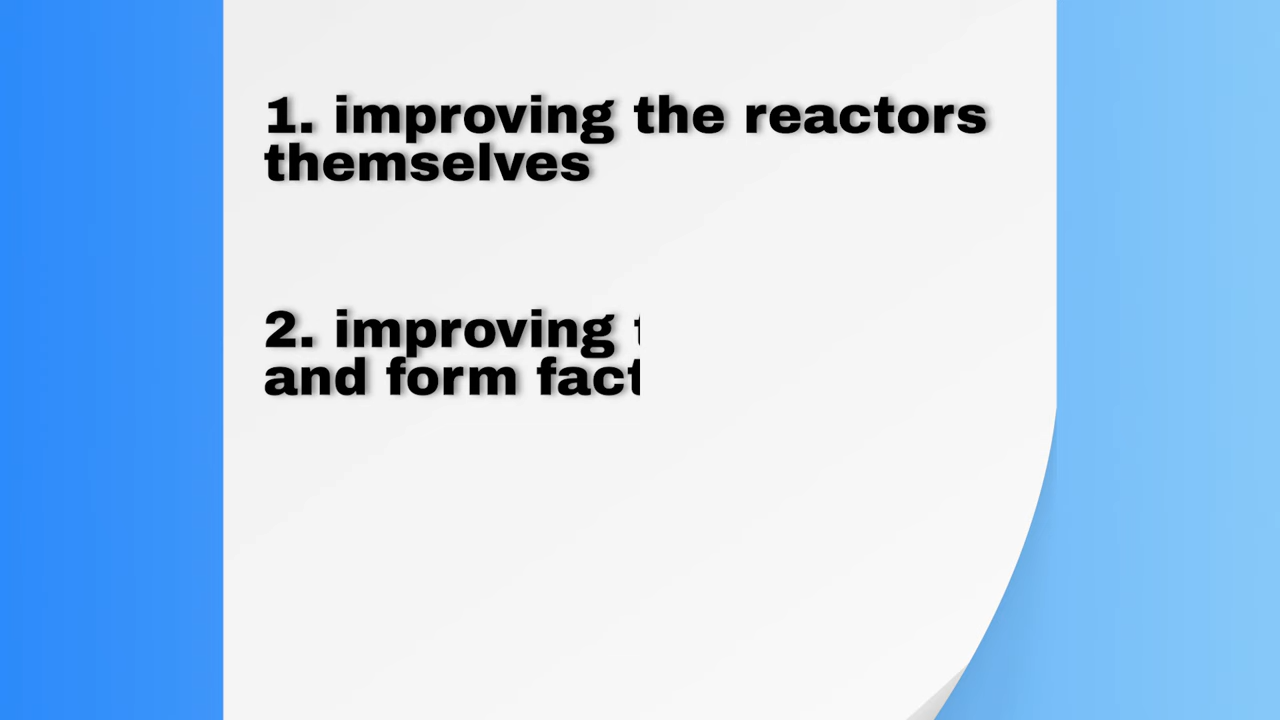 1. improving the reactors
themselves
2. improving
and form